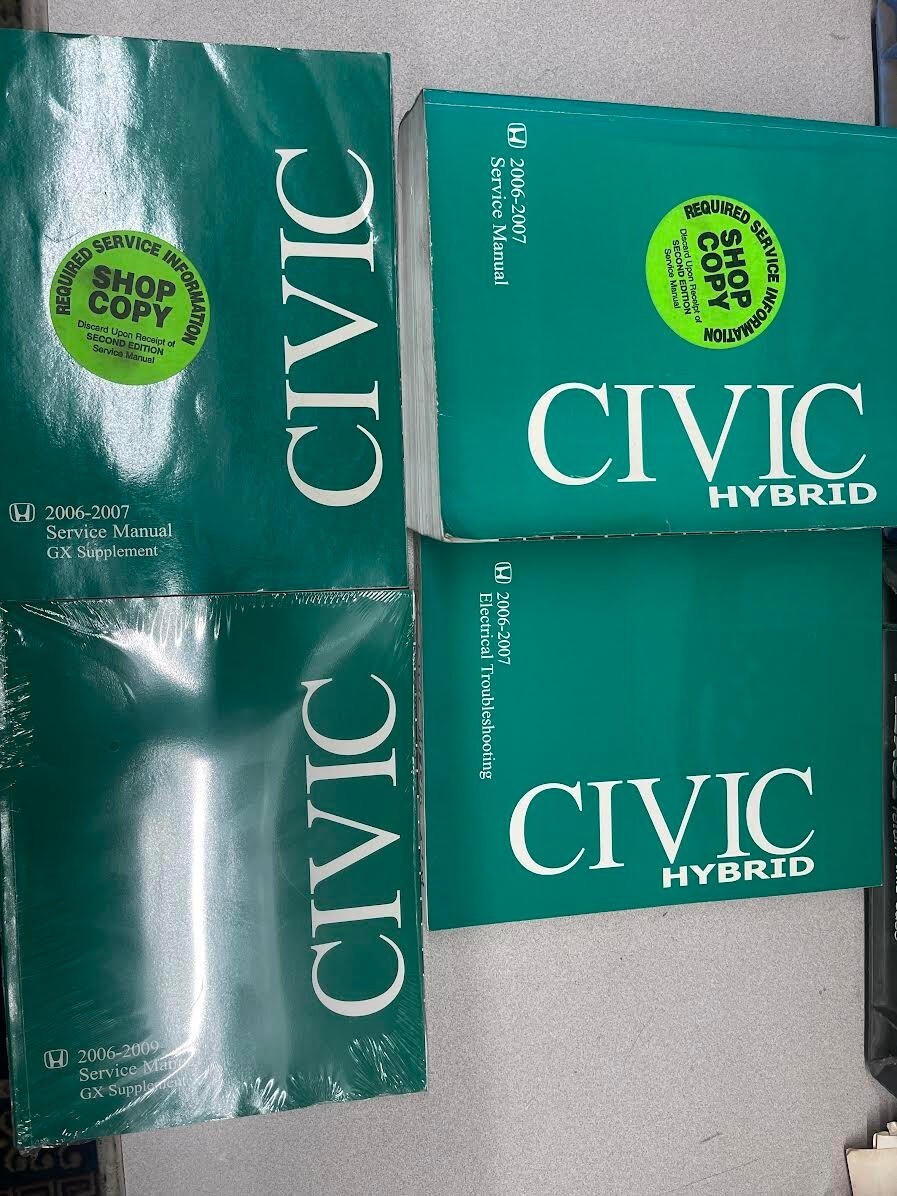 CIVIC
REQUIRED SERVICE INFORMATION
SHOP
COPY
Discard Upon Receipt of
SECOND EDITION
Service Manual
2006-2007
Service Manual
GX Supplement
2006-2007
Service Manual
REQUIRED SERVICE INFORMATION
SHOP
COPY
Discard Upon Receipt of
SECOND EDITION
Service Manual
CIVIC
HYBRID
CIVIC
2006-2009
Service Manual
GX Supplement
2006-2007
Electrical Troubleshooting
CIVIC
HYBRID